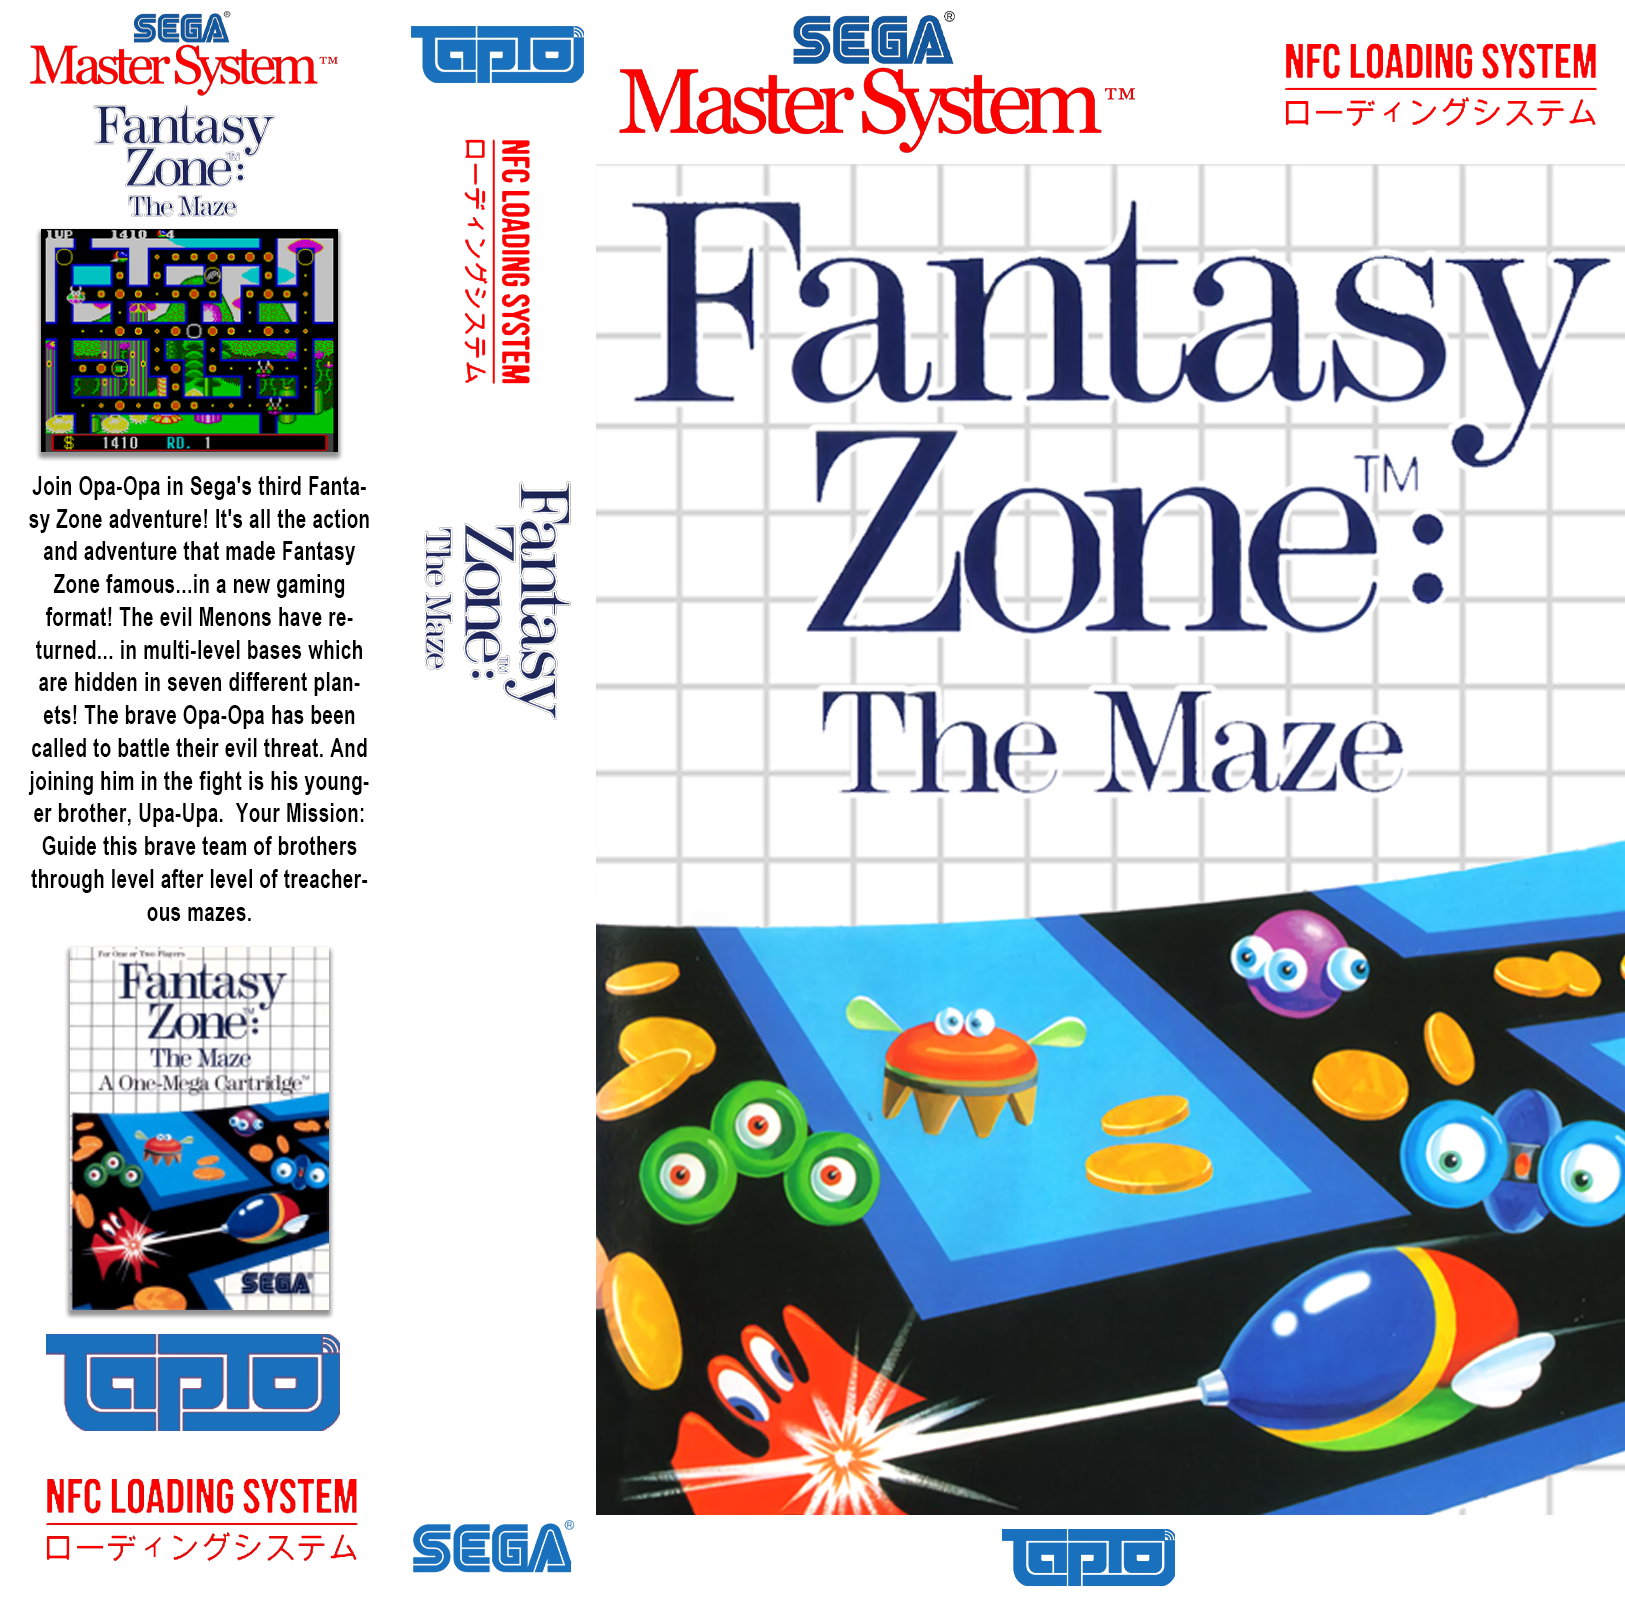 SEGA®
Master System™
Fantasy
Zone™:
The Maze
1UP 1410 4
$ 1410 RD. 1
Join Opa-Opa in Sega's third Fanta-
sy Zone adventure! It's all the action
and adventure that made Fantasy
Zone famous...in a new gaming
format! The evil Menons have re-
turned... in multi-level bases which
are hidden in seven different plan-
ets! The brave Opa-Opa has been
called to battle their evil threat. And
joining him in the fight is his young-
er brother, Upa-Upa.  Your Mission:
Guide this brave team of brothers
through level after level of treacher-
ous mazes.
For One or Two Players
Fantasy
Zone™:
The Maze
A One-Mega Cartridge™
SEGA®
TapTo
NFC LOADING SYSTEM
ローディングシステム
TapTo
NFC LOADING SYSTEM
ローディングシステム
Fantasy
Zone™:
The Maze
SEGA®
SEGA®
Master System™
NFC LOADING SYSTEM
ローディングシステム
Fantasy
Zone™:
The Maze
TapTo